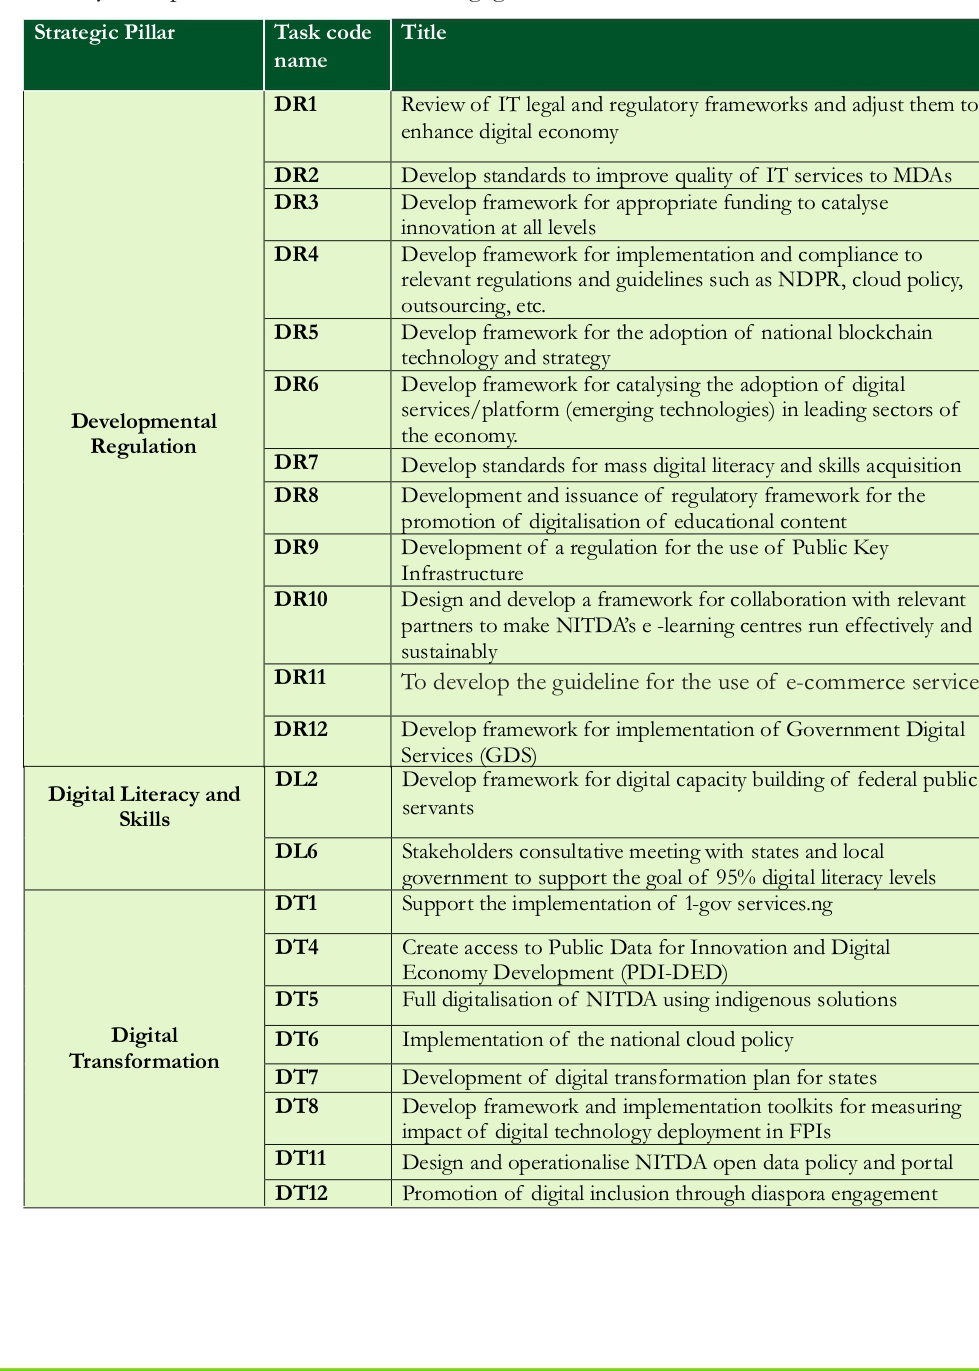 Strategic Pillar
Task code
name
Title
Developmental
Regulation
DR1
Review of IT legal and regulatory frameworks and adjust them to
enhance digital economy
DR2
Develop standards to improve quality of IT services to MDAs
DR3
Develop framework for appropriate funding to catalyse
innovation at all levels
DR4
Develop framework for implementation and compliance to
relevant regulations and guidelines such as NDPR, cloud policy,
outsourcing, etc.
DR5
Develop framework for the adoption of national blockchain
technology and strategy
DR6
Develop framework for catalysing the adoption of digital
services/platform (emerging technologies) in leading sectors of
the economy.
DR7
Develop standards for mass digital literacy and skills acquisition
DR8
Development and issuance of regulatory framework for the
promotion of digitalisation of educational content
DR9
Development of a regulation for the use of Public Key
Infrastructure
DR10
Design and develop a framework for collaboration with relevant
partners to make NITDA’s e -learning centres run effectively and
sustainably
DR11
To develop the guideline for the use of e-commerce service
DR12
Develop framework for implementation of Government Digital
Services (GDS)
Digital Literacy and
Skills
DL2
Develop framework for digital capacity building of federal public
servants
DL6
Stakeholders consultative meeting with states and local
government to support the goal of 95% digital literacy levels
Digital
Transformation
DT1
Support the implementation of 1-gov services.ng
DT4
Create access to Public Data for Innovation and Digital
Economy Development (PDI-DED)
DT5
Full digitalisation of NITDA using indigenous solutions
DT6
Implementation of the national cloud policy
DT7
Development of digital transformation plan for states
DT8
Develop framework and implementation toolkits for measuring
impact of digital technology deployment in FPIs
DT11
Design and operationalise NITDA open data policy and portal
DT12
Promotion of digital inclusion through diaspora engagement